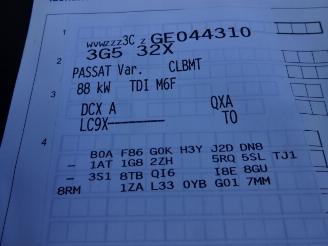 1
WVWZZZ3C Z GE044310
3G5 32X
2
PASSAT Var. CLBMT
88 kW TDI M6F
3
DCX A QXA
LC9X-------- TO
4
B0A F86 G0K H3Y J2D DN8
- 1AT 1G8 2ZH 5RQ 5SL TJ1
- 3S1 8TB QI6 I8E 8GU
8RM 1ZA L33 0YB G01 7MM